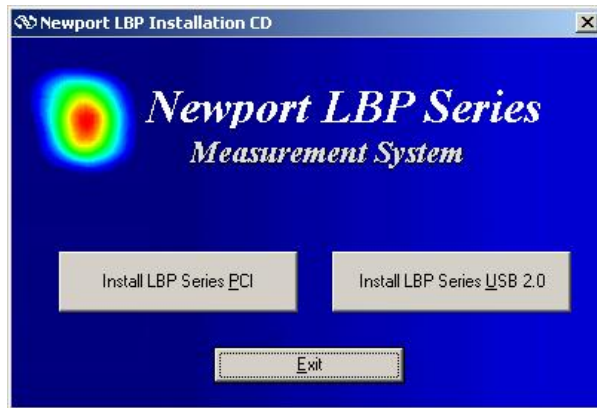 Newport LBP Installation CD
Newport LBP Series
Measurement System
Install LBP Series PCI
Install LBP Series USB 2.0
Exit